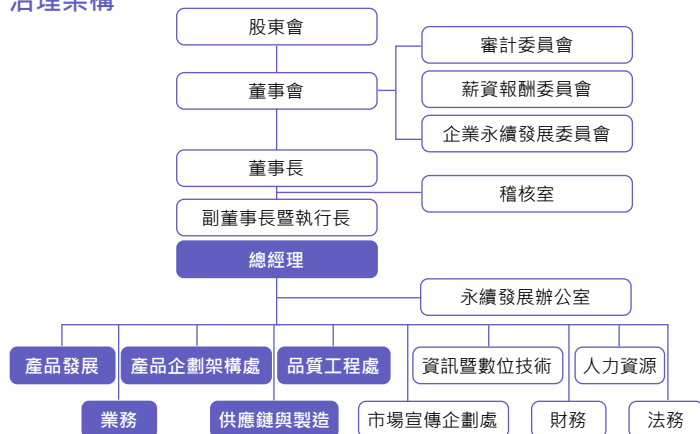 治理架構
股東會
審計委員會
董事會
薪資報酬委員會
企業永續發展委員會
董事長
稽核室
副董事長暨執行長
總經理
永續發展辦公室
產品發展
產品企劃架構處
品質工程處
資訊暨數位技術
人力資源
業務
供應鏈與製造
市場宣傳企劃處
財務
法務